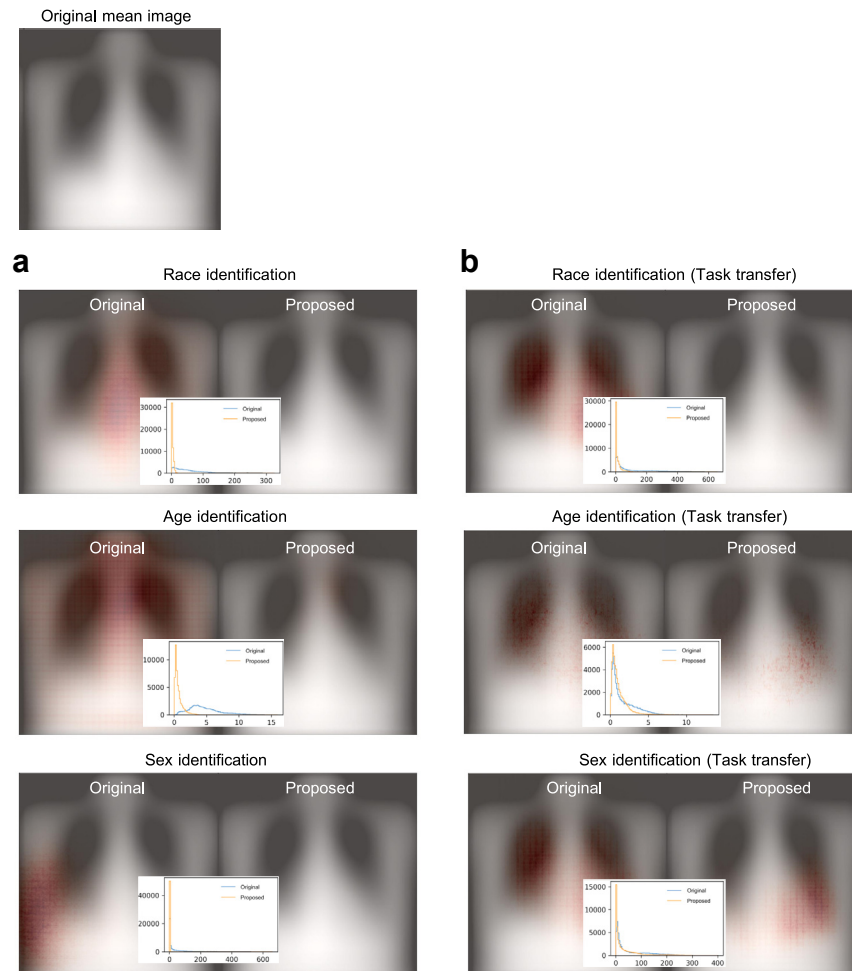 Original mean image
a
Race identification
Original Proposed
Original
Proposed
30000
20000
10000
0
0 100 200 300
Age identification
Original Proposed
Original
Proposed
10000
5000
0
0 5 10 15
Sex identification
Original Proposed
Original
Proposed
40000
20000
0
0 200 400 600
b
Race identification (Task transfer)
Original Proposed
Original
Proposed
30000
20000
10000
0
0 200 400 600
Age identification (Task transfer)
Original Proposed
Original
Proposed
6000
4000
2000
0
0 5 10
Sex identification (Task transfer)
Original Proposed
Original
Proposed
15000
10000
5000
0
0 100 200 300 400